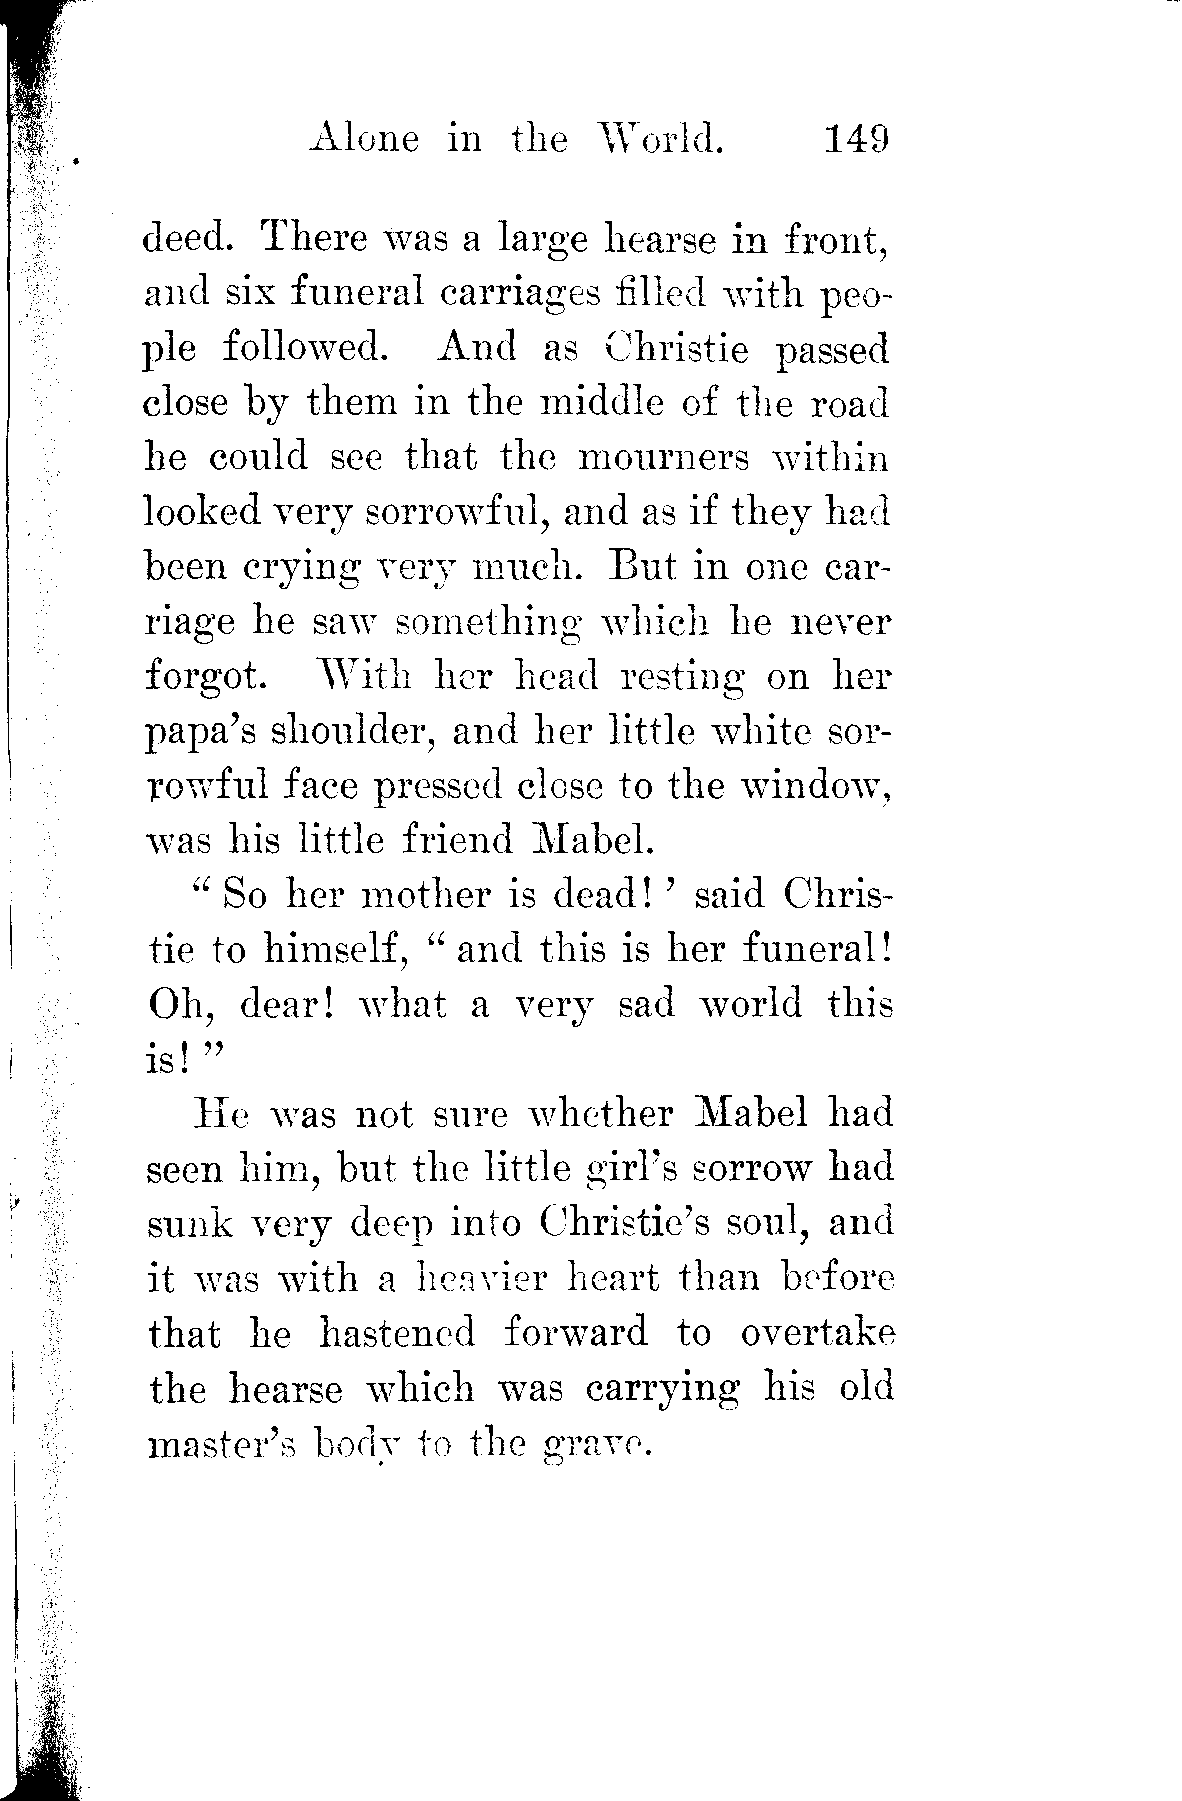 Alone in the World. 149
deed. There was a large hearse in front,
and six funeral carriages filled with peo-
ple followed. And as Christie passed
close by them in the middle of the road
he could see that the mourners within
looked very sorrowful, and as if they had
been crying very much. But in one car-
riage he saw something which he never
forgot. With her head resting on her
papa's shoulder, and her little white sor-
rowful face pressed close to the window,
was his little friend Mabel.
“ So her mother is dead! ’ said Chris-
tie to himself, “ and this is her funeral!
Oh, dear! what a very sad world this
is! ”
He was not sure whether Mabel had
seen him, but the little girl's sorrow had
sunk very deep into Christie's soul, and
it was with a heavier heart than before
that he hastened forward to overtake
the hearse which was carrying his old
master's body to the grave.